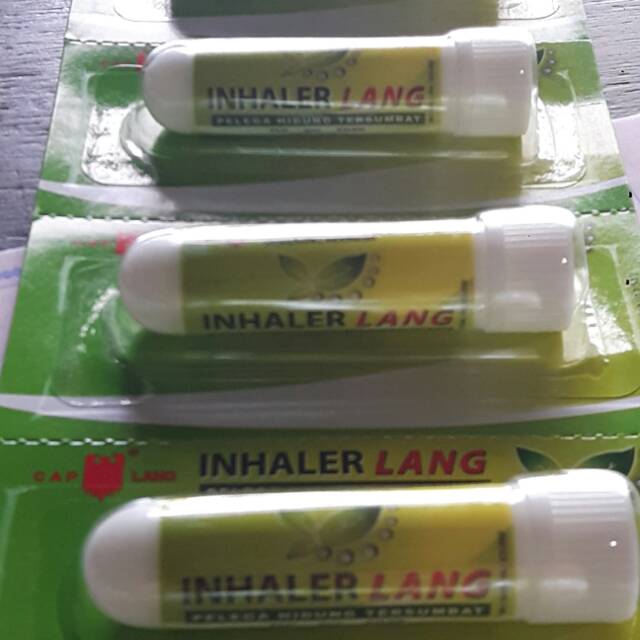 INHALER LANG
PELEGA HIDUNG TERSUMBAT
INHALER LANG
CAP LANG
INHALER LANG
INHALER LANG
PELEGA HIDUNG TERSUMBAT